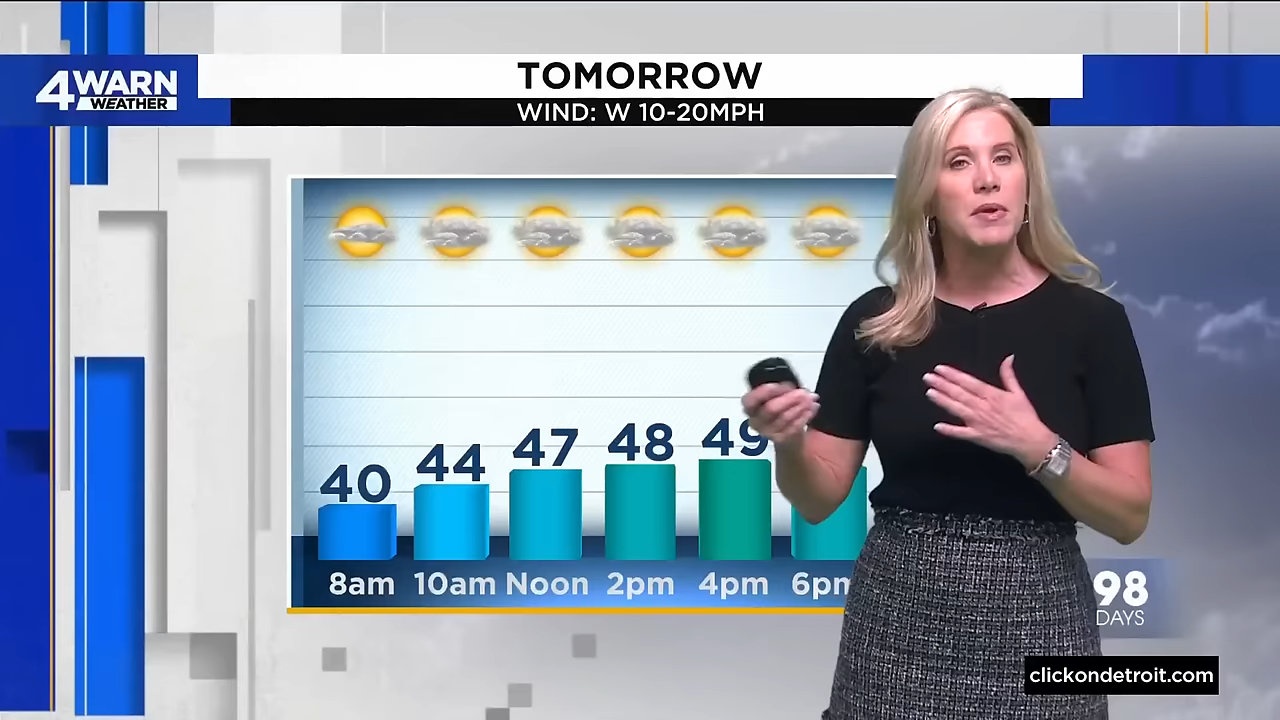 4WARN
WEATHER
TOMORROW
WIND: W 10-20MPH
40 44 47 48 49
8am 10am Noon 2pm 4pm 6pm
98
DAYS
clickondetroit.com